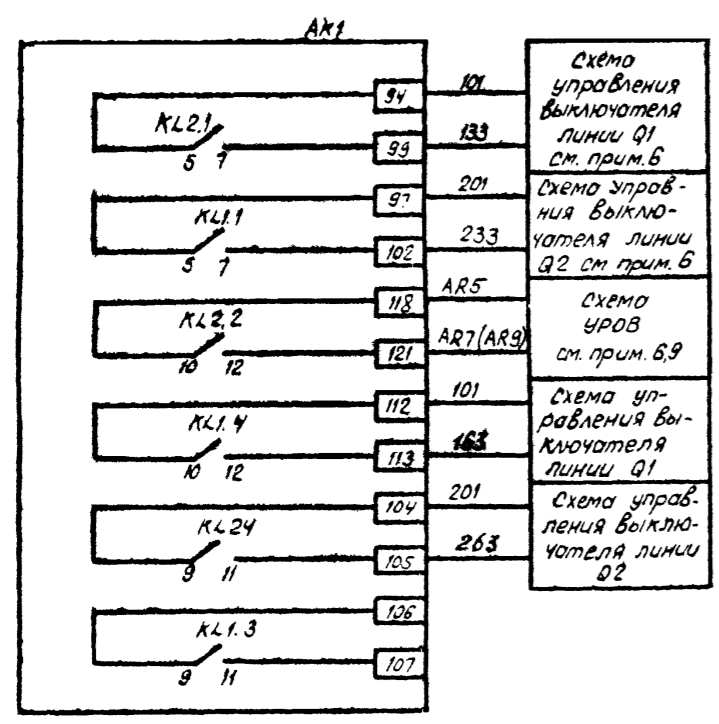 АК1
94 101
KL2.1
5 7 99 133
Схема
управления
выключателя
линии Q1
см. прим. 6
97 201
KL1.1
5 7 102 233
Схема управ-
ния выклю-
чателя линии
Q2 см прим. 6
118 AR5
KL2.2
10 12 121 AR7(AR9)
Схема
УРОВ
см. прим. 6,9
112 101
KL1.4
10 12 113 163
Схема уп-
равления вы-
ключателя
линии Q1
104 201
KL24
9 11 105 263
Схема управ-
ления выклю-
чателя линии
Q2
106
KL1.3
9 11 107